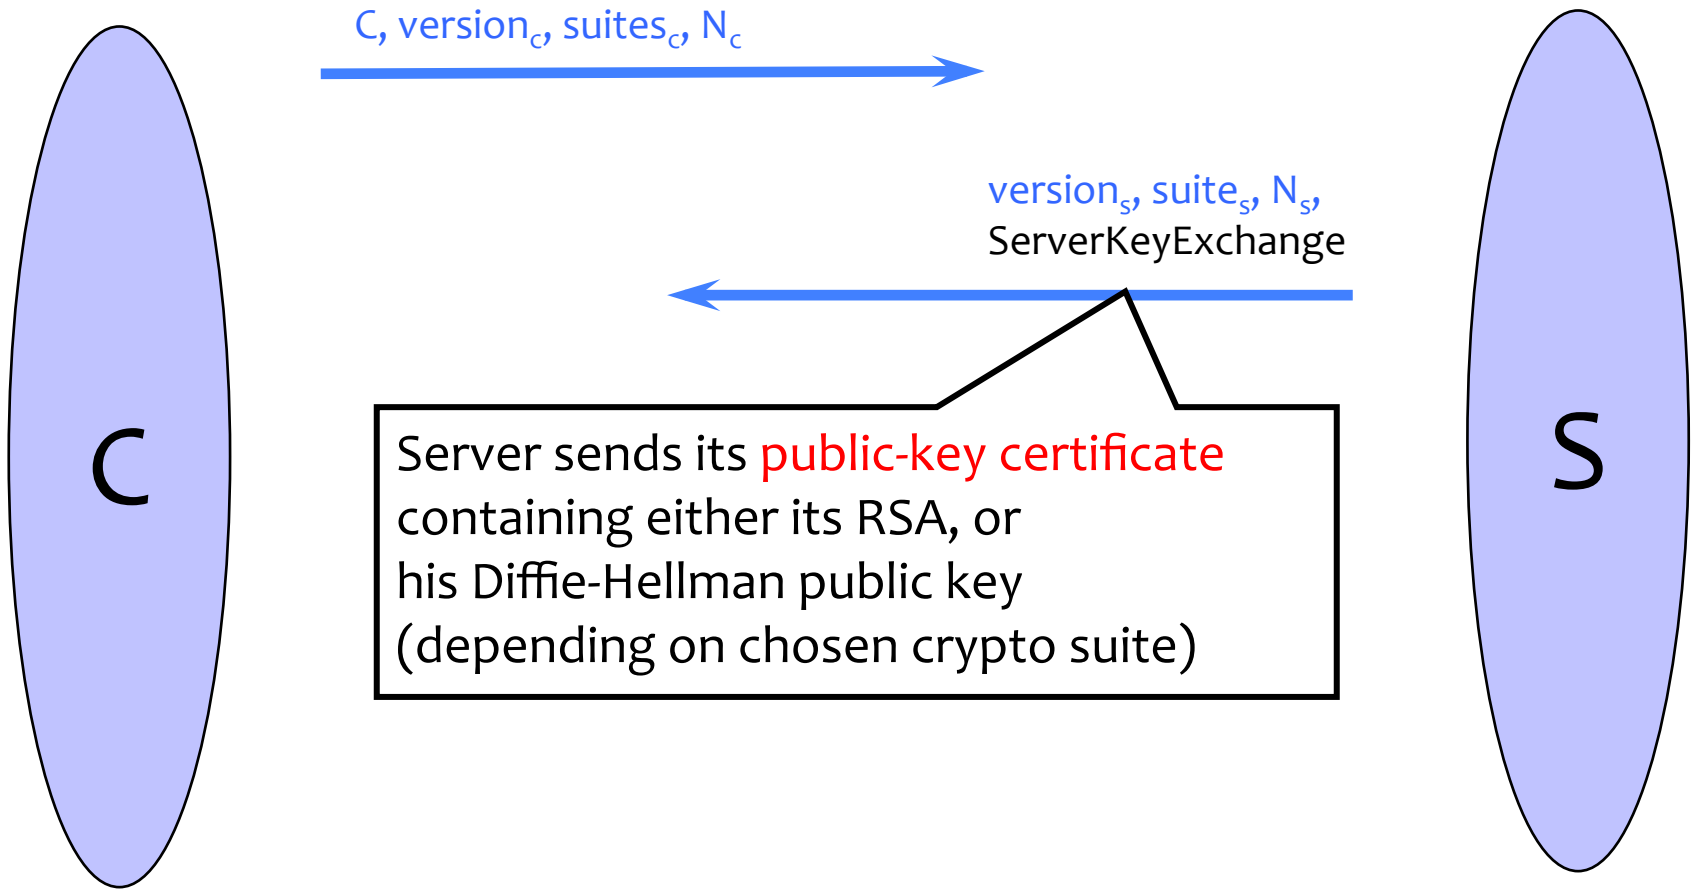 C, version_c, suites_c, N_c
version_s, suite_s, N_s,
ServerKeyExchange
C
S
Server sends its public-key certificate
containing either its RSA, or
his Diffie-Hellman public key
(depending on chosen crypto suite)